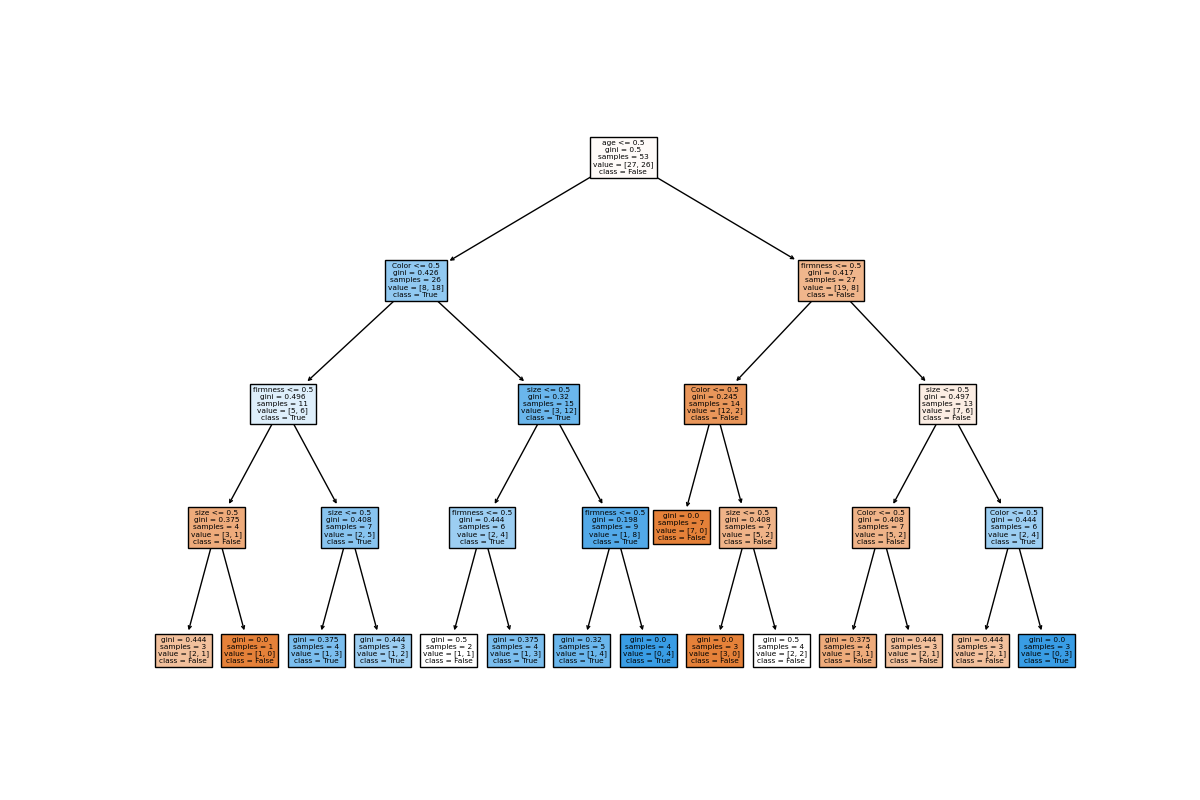 age <= 0.5
gini = 0.5
samples = 53
value = [27, 26]
class = False
Color <= 0.5
gini = 0.426
samples = 26
value = [8, 18]
class = True
firmness <= 0.5
gini = 0.417
samples = 27
value = [19, 8]
class = False
firmness <= 0.5
gini = 0.496
samples = 11
value = [5, 6]
class = True
size <= 0.5
gini = 0.32
samples = 15
value = [3, 12]
class = True
Color <= 0.5
gini = 0.245
samples = 14
value = [12, 2]
class = False
size <= 0.5
gini = 0.497
samples = 13
value = [7, 6]
class = False
size <= 0.5
gini = 0.375
samples = 4
value = [3, 1]
class = False
size <= 0.5
gini = 0.408
samples = 7
value = [2, 5]
class = True
firmness <= 0.5
gini = 0.444
samples = 6
value = [2, 4]
class = True
firmness <= 0.5
gini = 0.198
samples = 9
value = [1, 8]
class = True
gini = 0.0
samples = 7
value = [7, 0]
class = False
size <= 0.5
gini = 0.408
samples = 7
value = [5, 2]
class = False
Color <= 0.5
gini = 0.408
samples = 7
value = [5, 2]
class = False
Color <= 0.5
gini = 0.444
samples = 6
value = [2, 4]
class = True
gini = 0.444
samples = 3
value = [2, 1]
class = False
gini = 0.0
samples = 1
value = [1, 0]
class = False
gini = 0.375
samples = 4
value = [1, 3]
class = True
gini = 0.444
samples = 3
value = [1, 2]
class = True
gini = 0.5
samples = 2
value = [1, 1]
class = False
gini = 0.375
samples = 4
value = [1, 3]
class = True
gini = 0.32
samples = 5
value = [1, 4]
class = True
gini = 0.0
samples = 4
value = [0, 4]
class = True
gini = 0.0
samples = 3
value = [3, 0]
class = False
gini = 0.5
samples = 4
value = [2, 2]
class = False
gini = 0.375
samples = 4
value = [3, 1]
class = False
gini = 0.444
samples = 3
value = [2, 1]
class = False
gini = 0.444
samples = 3
value = [2, 1]
class = False
gini = 0.0
samples = 3
value = [0, 3]
class = True